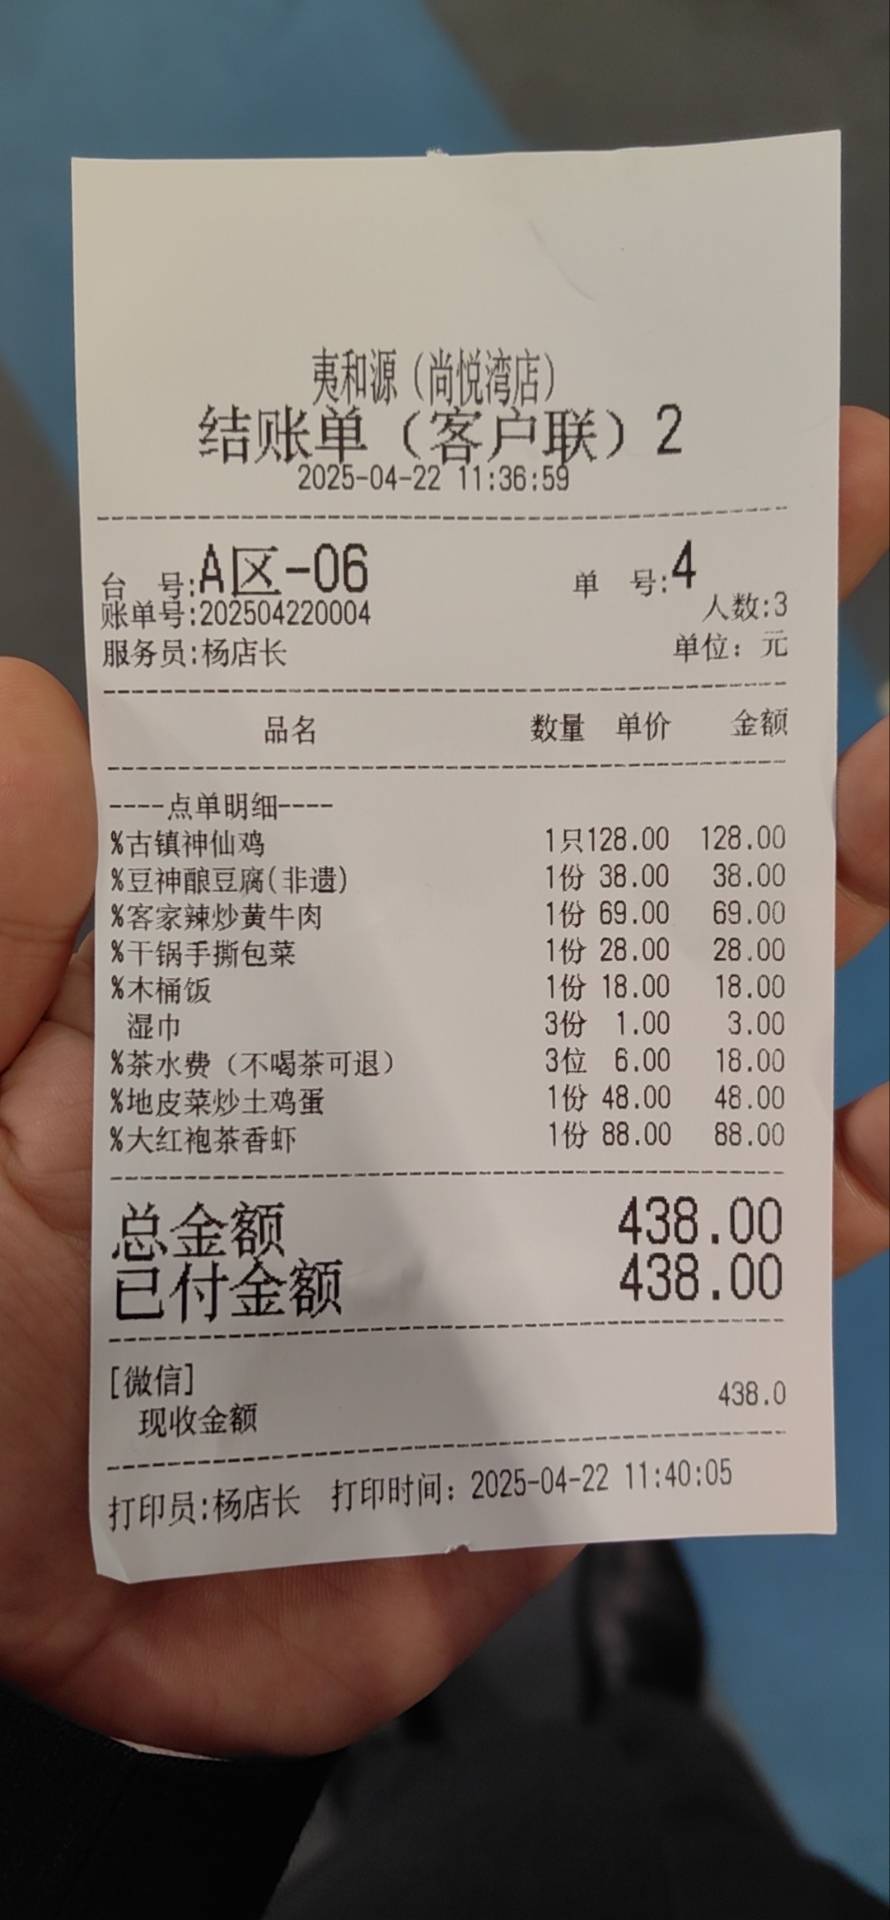 夷和源（尚悦湾店）
结账单（客户联）2
2025-04-22 11:36:59
台 号:A区-06 单 号:4
账单号:202504220004 人数:3
服务员:杨店长 单位：元
品名 数量 单价 金额
----点单明细----
%古镇神仙鸡 1只128.00 128.00
%豆神酿豆腐(非遗) 1份 38.00 38.00
%客家辣炒黄牛肉 1份 69.00 69.00
%干锅手撕包菜 1份 28.00 28.00
%木桶饭 1份 18.00 18.00
湿巾 3份 1.00 3.00
%茶水费（不喝茶可退） 3位 6.00 18.00
%地皮菜炒土鸡蛋 1份 48.00 48.00
%大红袍茶香虾 1份 88.00 88.00
总金额 438.00
已付金额 438.00
[微信]
现收金额 438.0
打印员:杨店长 打印时间：2025-04-22 11:40:05